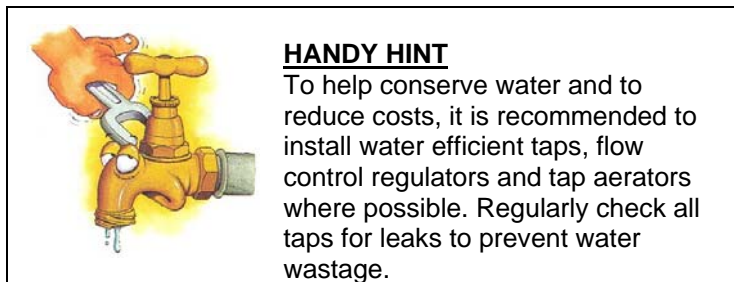 HANDY HINT
To help conserve water and to
reduce costs, it is recommended to
install water efficient taps, flow
control regulators and tap aerators
where possible. Regularly check all
taps for leaks to prevent water
wastage.